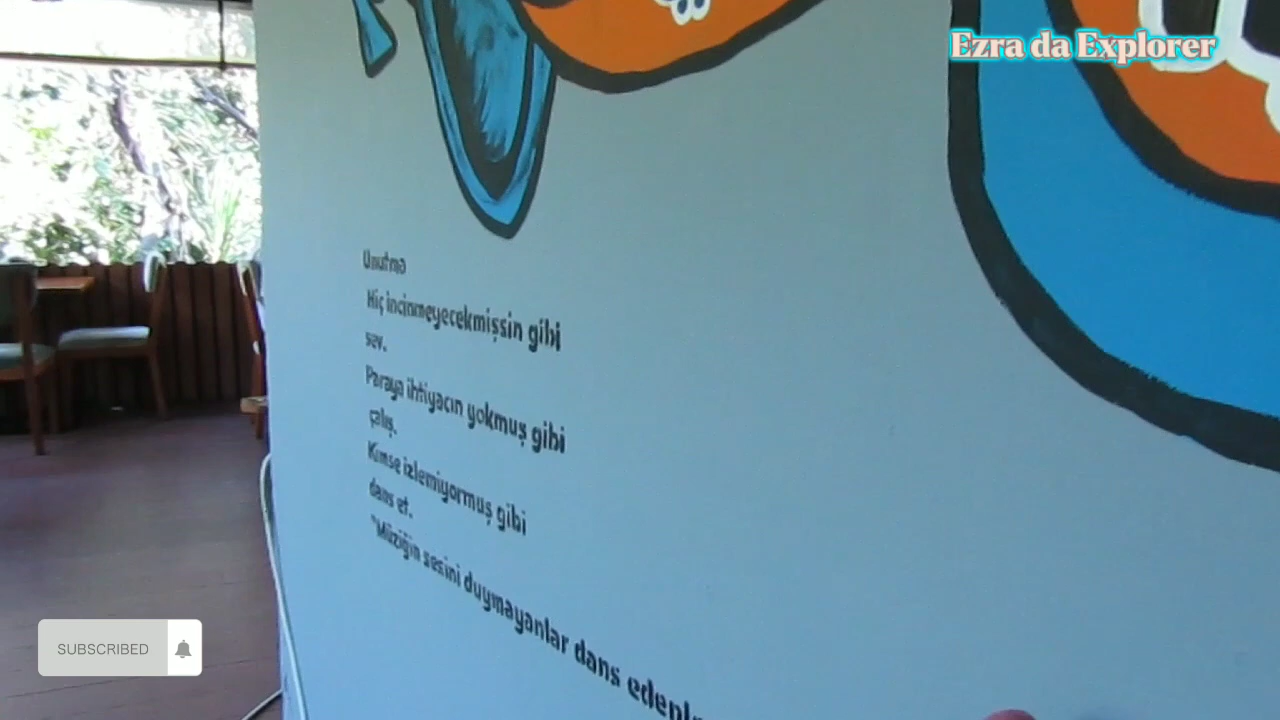 Ezra da Explorer
Unutma
Hiç incinmeyecekmişsin gibi
sev.
Paraya ihtiyacın yokmuş gibi
çalış.
Kimse izlemiyormuş gibi
dans et.
"Müziğin sesini duymayanlar dans
SUBSCRIBED